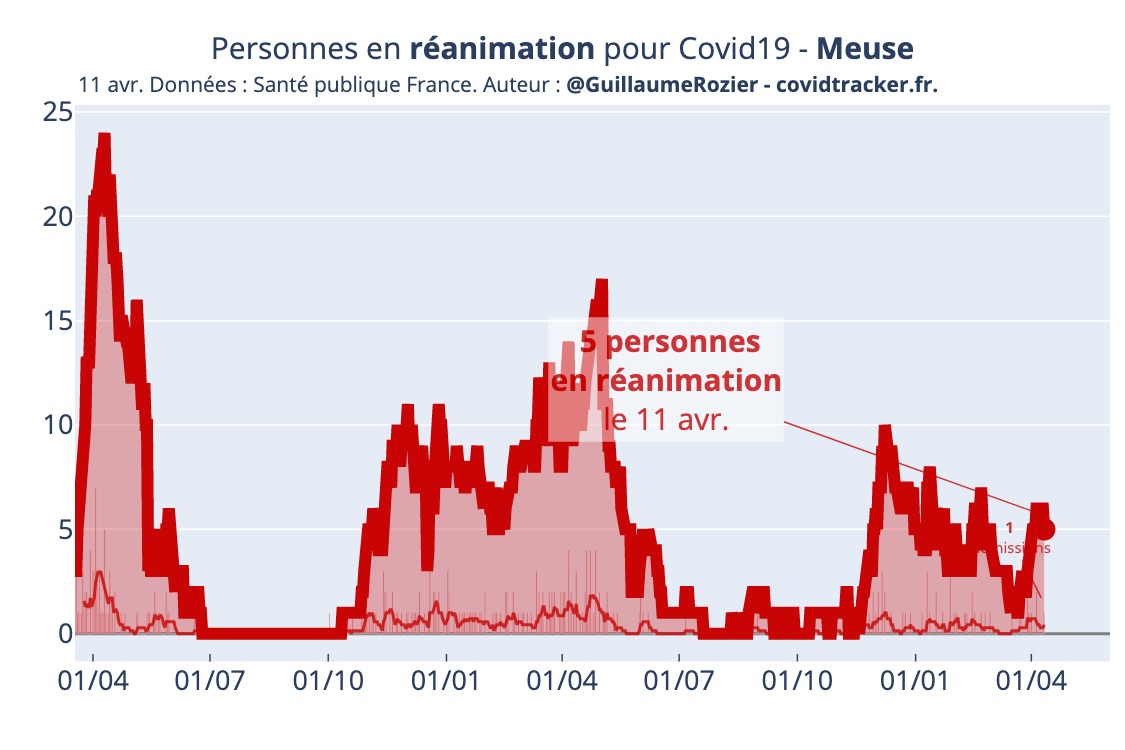 Personnes en réanimation pour Covid19 - Meuse
11 avr. Données : Santé publique France. Auteur : @GuillaumeRozier - covidtracker.fr.
25
20
15
10
5
0
5 personnes
en réanimation
le 11 avr.
1
01/04 01/07 01/10 01/01 01/04 01/07 01/10 01/01 01/04